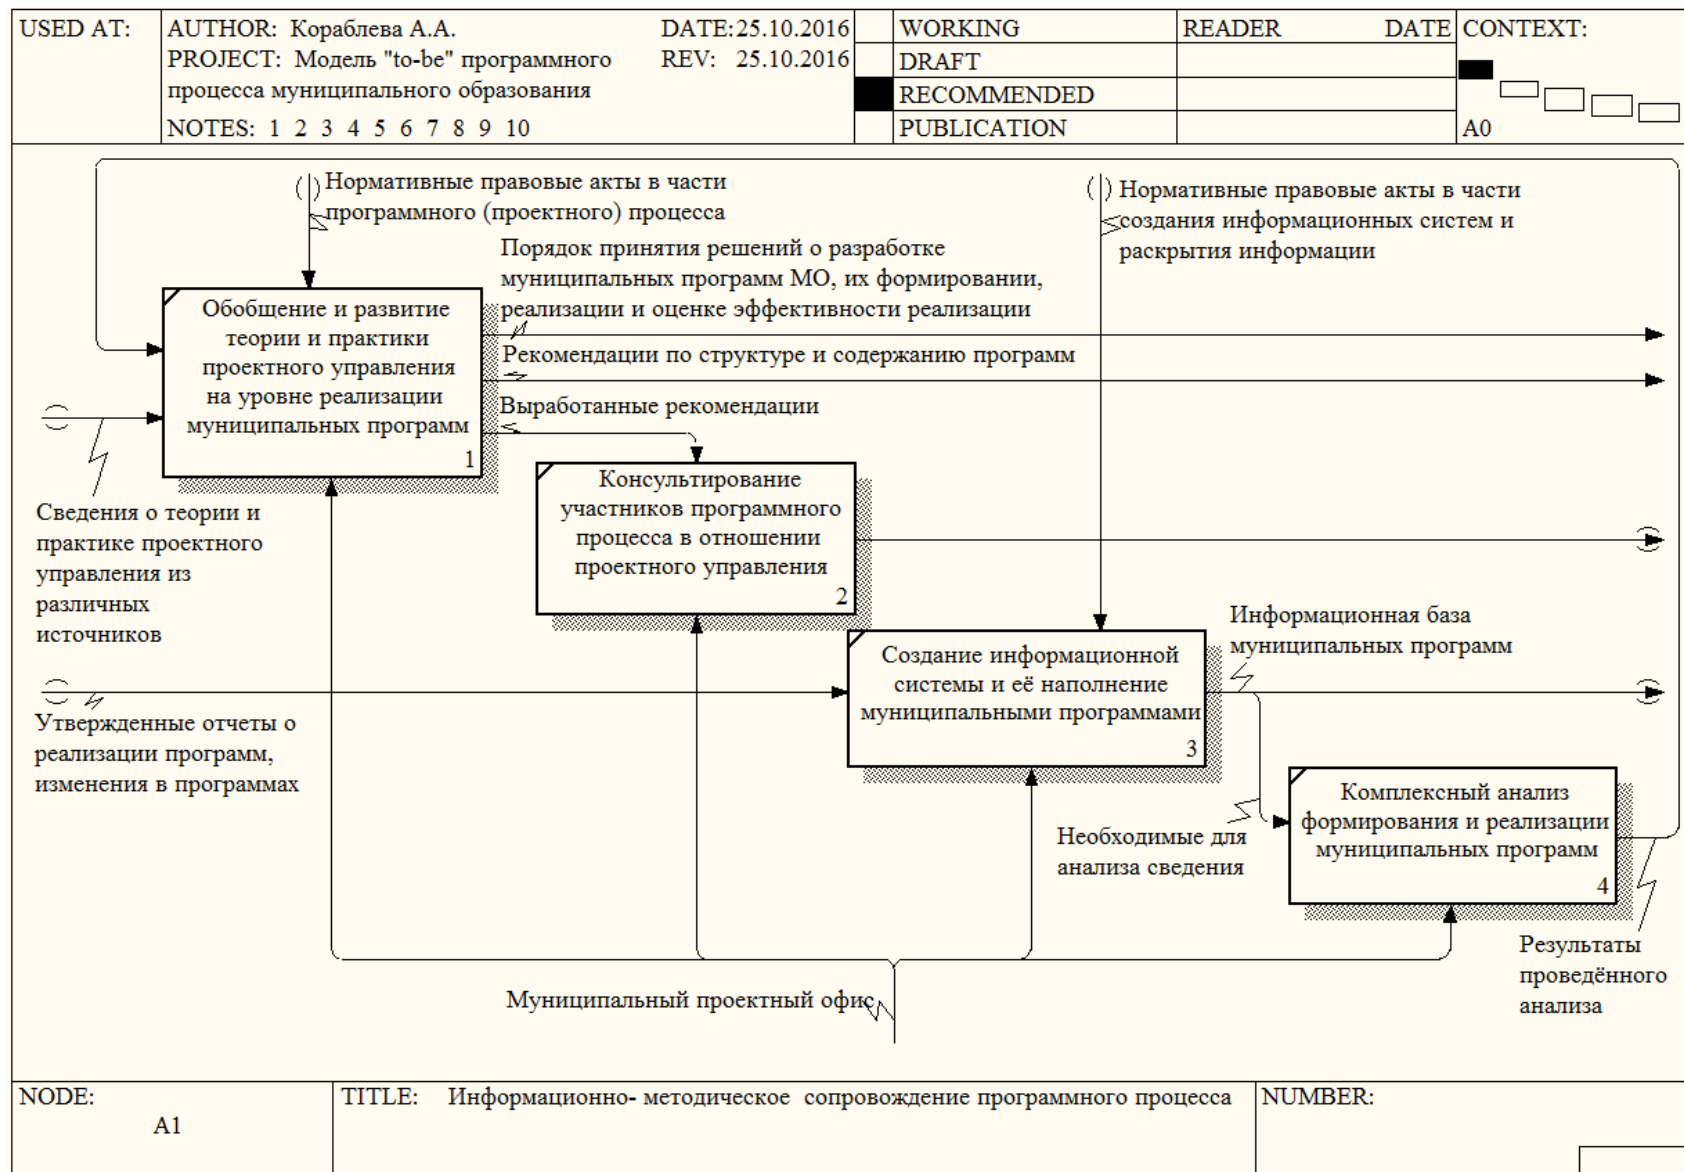 USED AT:
AUTHOR: Кораблева А.А.
DATE: 25.10.2016
PROJECT: Модель "to-be" программного
процесса муниципального образования
REV: 25.10.2016
NOTES: 1 2 3 4 5 6 7 8 9 10
WORKING
DRAFT
RECOMMENDED
PUBLICATION
READER DATE
CONTEXT:
A0
Нормативные правовые акты в части
программного (проектного) процесса
Нормативные правовые акты в части
создания информационных систем и
раскрытия информации
Порядок принятия решений о разработке
муниципальных программ МО, их формировании,
реализации и оценке эффективности реализации
Обобщение и развитие
теории и практики
проектного управления
на уровне реализации
муниципальных программ
1
Рекомендации по структуре и содержанию программ
Выработанные рекомендации
Консультирование
участников программного
процесса в отношении
проектного управления
2
Сведения о теории и
практике проектного
управления из
различных
источников
Информационная база
муниципальных программ
Создание информационной
системы и её наполнение
муниципальными программами
3
Утвержденные отчеты о
реализации программ,
изменения в программах
Комплексный анализ
формирования и реализации
муниципальных программ
4
Необходимые для
анализа сведения
Результаты
проведённого
анализа
Муниципальный проектный офис
NODE:
A1
TITLE: Информационно- методическое сопровождение программного процесса
NUMBER: